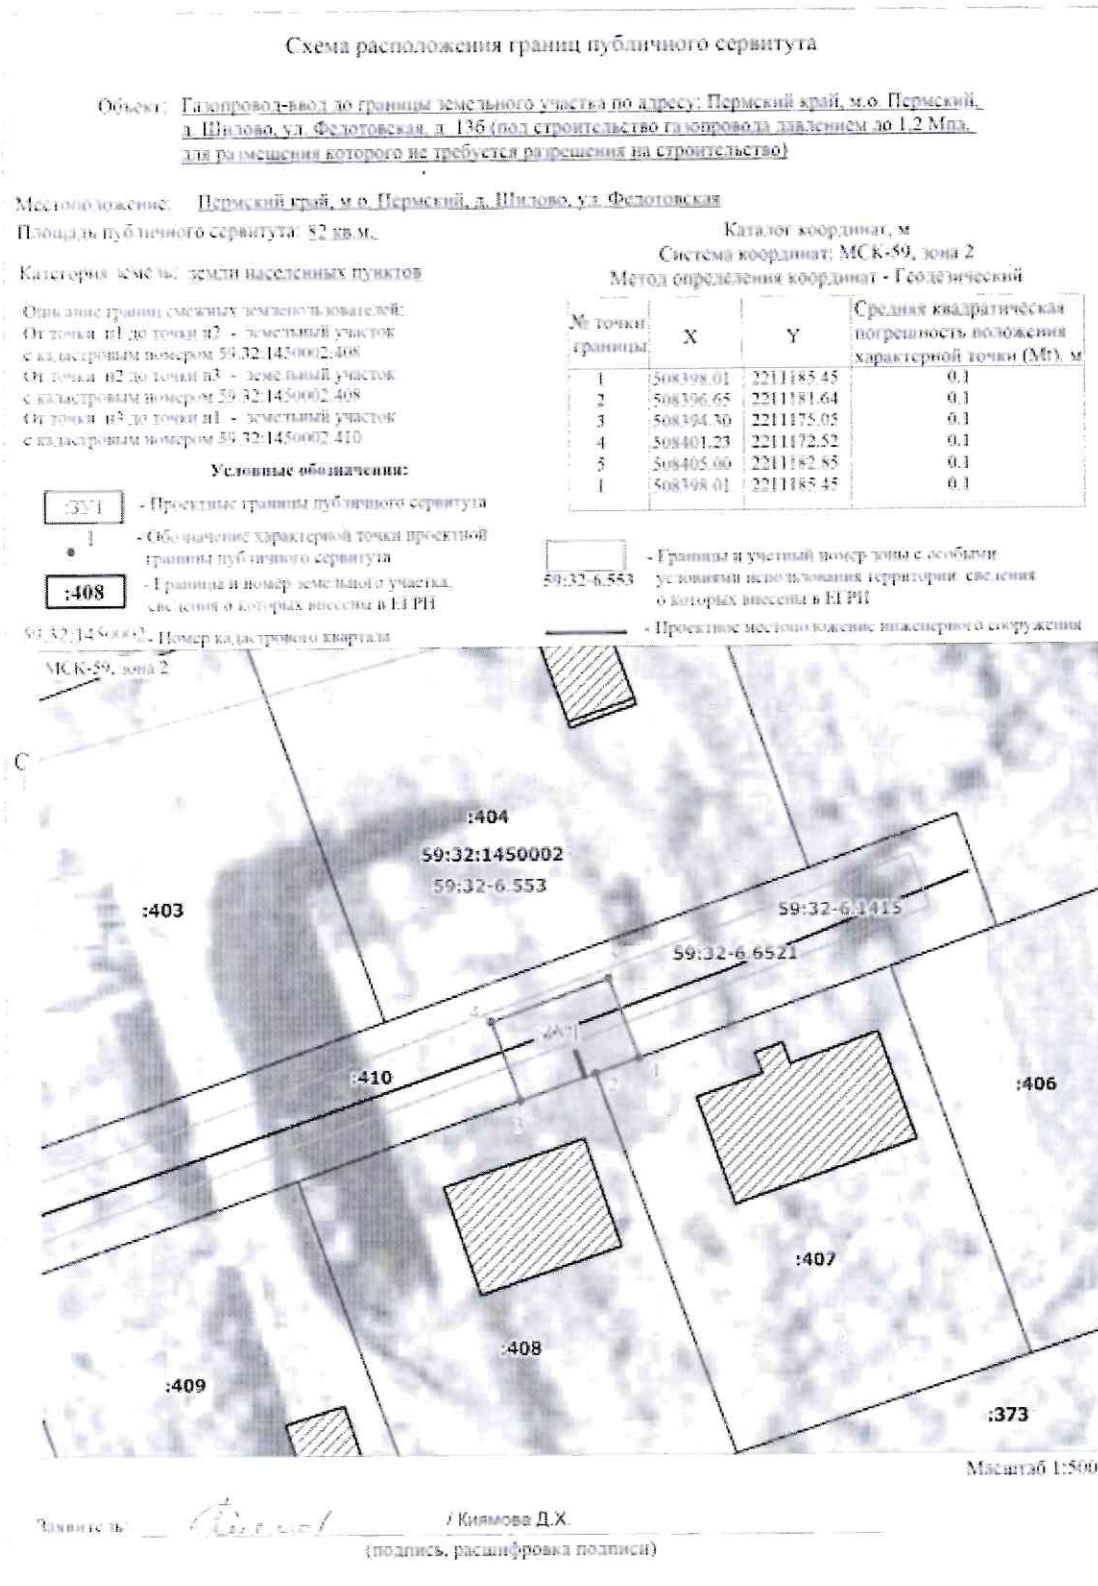 Схема расположения границ публичного сервитута
Объект: Газопровод-ввод до границы земельного участка по адресу: Пермский край, м.о. Пермский,
д. Шилово, ул. Федотовская, д. 13б (под строительство газопровода давлением до 1,2 Мпа,
для размещения которого не требуется разрешения на строительство)
Местоположение: Пермский край, м.о. Пермский, д. Шилово, ул. Федотовская
Площадь публичного сервитута: 82 кв.м.
Категория земель: земли населенных пунктов
Описание границ смежных землепользователей:
От точки н1 до точки н2 - земельный участок
с кадастровым номером 59:32:1450002:408
От точки н2 до точки н3 - земельный участок
с кадастровым номером 59:32:1450002:408
От точки н3 до точки н1 - земельный участок
с кадастровым номером 59:32:1450002:410
Каталог координат, м
Система координат: МСК-59, зона 2
Метод определения координат - Геодезический
№ точки границы X Y Средняя квадратическая погрешность положения характерной точки (Mt), м
1 508398.01 2211185.45 0.1
2 508396.65 2211181.64 0.1
3 508394.30 2211175.05 0.1
4 508401.23 2211172.52 0.1
5 508405.00 2211182.85 0.1
1 508398.01 2211185.45 0.1
Условные обозначения:
:ЗУ1 - Проектные границы публичного сервитута
1 - Обозначение характерной точки проектной
границы публичного сервитута
:408 - Границы и номер земельного участка,
сведения о которых внесены в ЕГРН
59:32:1450002 - Номер кадастрового квартала
59:32-6.553 - Границы и учетный номер зоны с особыми
условиями использования территории, сведения
о которых внесены в ЕГРН
- Проектное местоположение инженерного сооружения
МСК-59, зона 2
С
:404
59:32:1450002
59:32-6.553
:403
59:32-6.1415
59:32-6.6521
5
4
:410
1
2
3
:406
:407
:408
:409
:373
Масштаб 1:500
Заявитель: / Киямова Д.Х.
(подпись, расшифровка подписи)